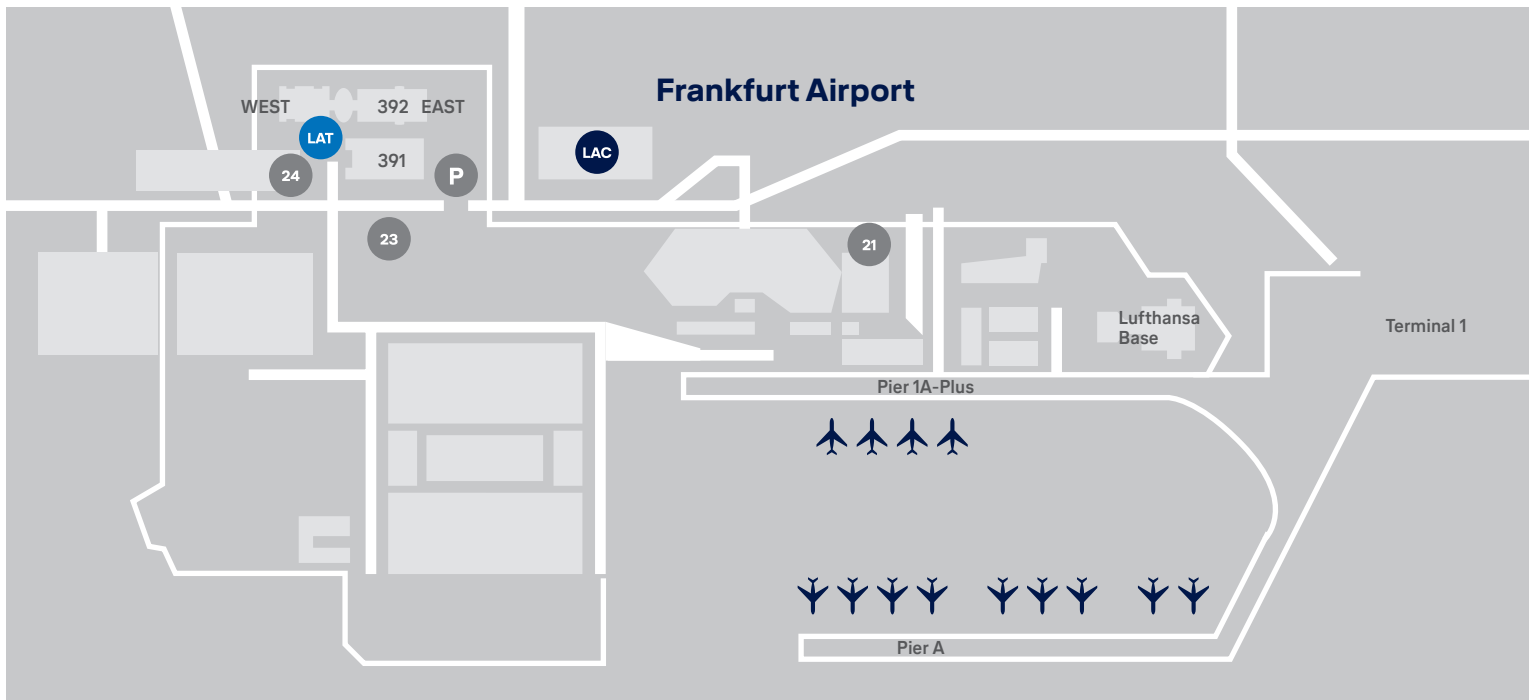 Frankfurt Airport
WEST
392 EAST
LAT
391
LAC
24
P
23
21
Lufthansa
Base
Terminal 1
Pier 1A-Plus
Pier A